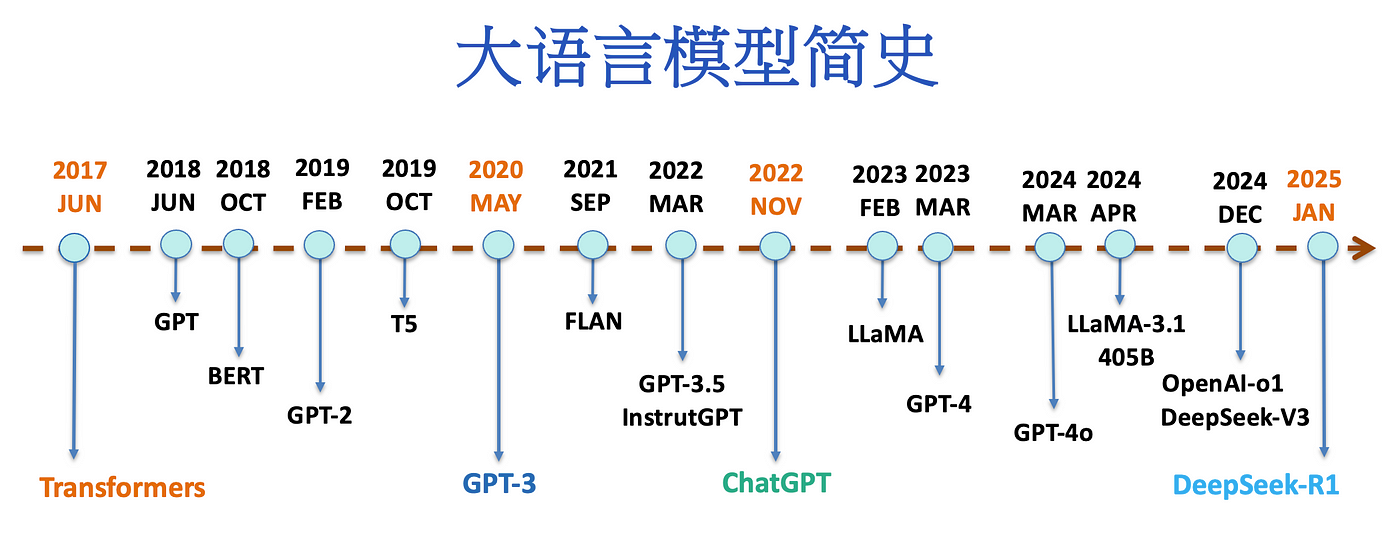 大语言模型简史
2017 2018 2018 2019 2019 2020 2021 2022 2022 2023 2023 2024 2024 2024 2025
JUN JUN OCT FEB OCT MAY SEP MAR NOV FEB MAR MAR APR DEC JAN
GPT T5 FLAN LLaMA LLaMA-3.1
405B
BERT GPT-3.5 OpenAI-o1
GPT-2 InstrutGPT GPT-4 DeepSeek-V3
GPT-4o
Transformers GPT-3 ChatGPT DeepSeek-R1